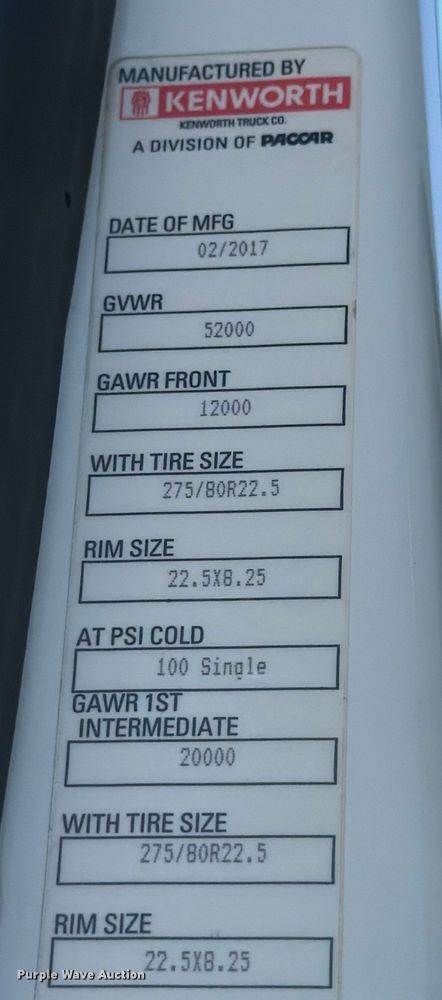 MANUFACTURED BY
KENWORTH
KENWORTH TRUCK CO.
A DIVISION OF PACCAR
DATE OF MFG
02/2017
GVWR
52000
GAWR FRONT
12000
WITH TIRE SIZE
275/80R22.5
RIM SIZE
22.5X8.25
AT PSI COLD
100 Single
GAWR 1ST
INTERMEDIATE
20000
WITH TIRE SIZE
275/80R22.5
RIM SIZE
22.5X8.25
Purple Wave Auction